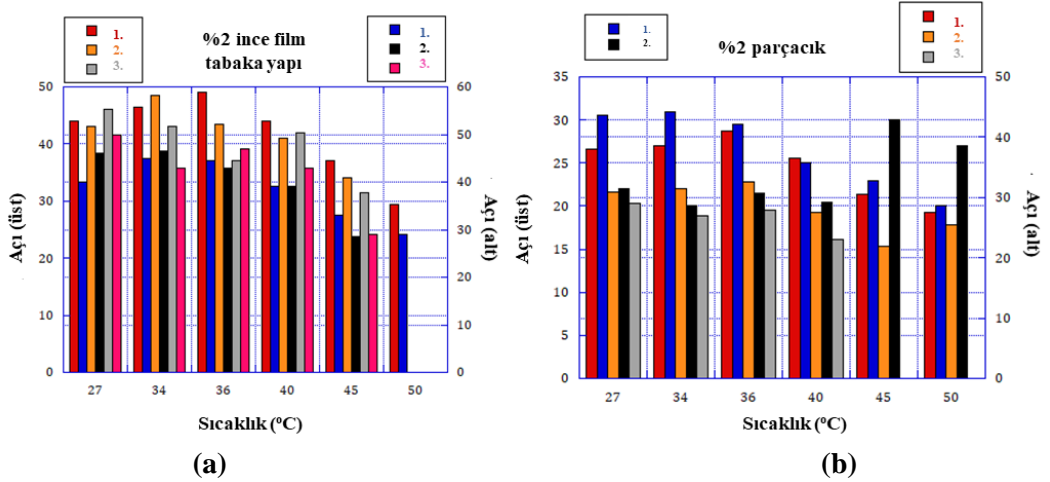 1.
2.
3.
%2 ince film
tabaka yapı
1.
2.
3.
50
40
30
20
10
0
Açı (üst)
60
50
40
30
20
10
0
Açı (alt)
27 34 36 40 45 50
Sıcaklık (ºC)
(a)
1.
2.
%2 parçacık
1.
2.
3.
35
30
25
20
15
10
5
0
Açı (üst)
50
40
30
20
10
0
Açı (alt)
27 34 36 40 45 50
Sıcaklık (ºC)
(b)